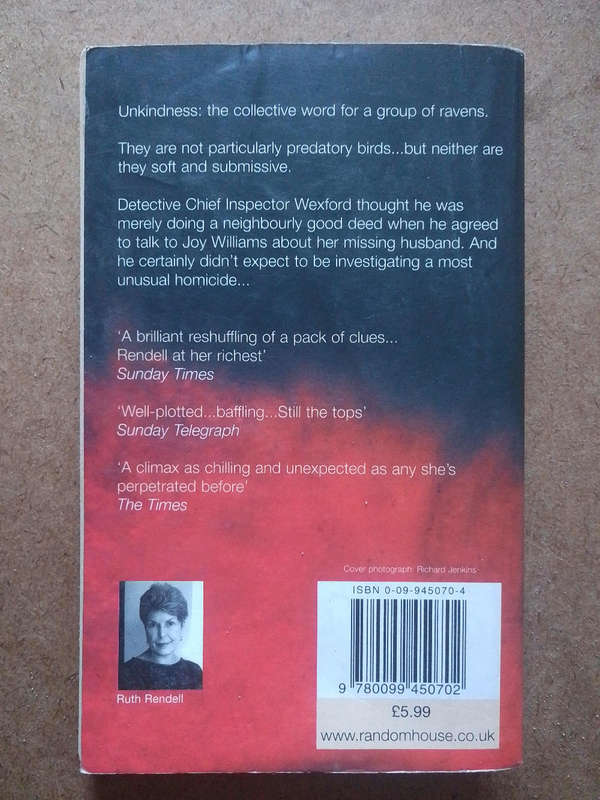 Unkindness: the collective word for a group of ravens.
They are not particularly predatory birds...but neither are
they soft and submissive.
Detective Chief Inspector Wexford thought he was
merely doing a neighbourly good deed when he agreed
to talk to Joy Williams about her missing husband. And
he certainly didn't expect to be investigating a most
unusual homicide...
‘A brilliant reshuffling of a pack of clues...
Rendell at her richest’
Sunday Times
‘Well-plotted...baffling...Still the tops’
Sunday Telegraph
‘A climax as chilling and unexpected as any she's
perpetrated before’
The Times
Cover photograph: Richard Jenkins
Ruth Rendell
ISBN 0-09-945070-4
9 780099 450702
£5.99
www.randomhouse.co.uk